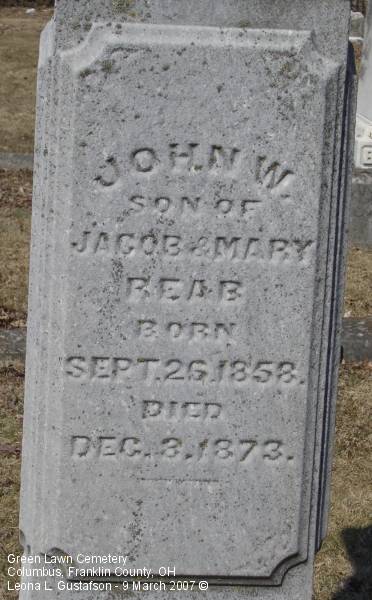 JOHN W.
SON OF
JACOB & MARY
REAB
BORN
SEPT. 26. 1858.
DIED
DEC. 3. 1873.
Green Lawn Cemetery
Columbus, Franklin County, OH
Leona L. Gustafson - 9 March 2007 ©